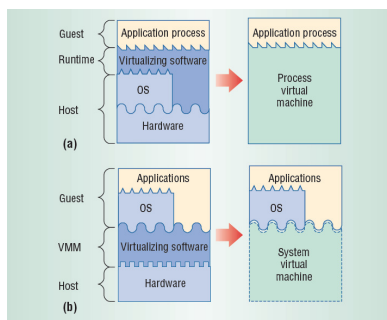 Guest
Application process
Application process
Runtime
Virtualizing software
Process
virtual
machine
OS
Host
Hardware
(a)
Applications
Applications
Guest
OS
OS
VMM
Virtualizing software
System
virtual
machine
Host
Hardware
(b)